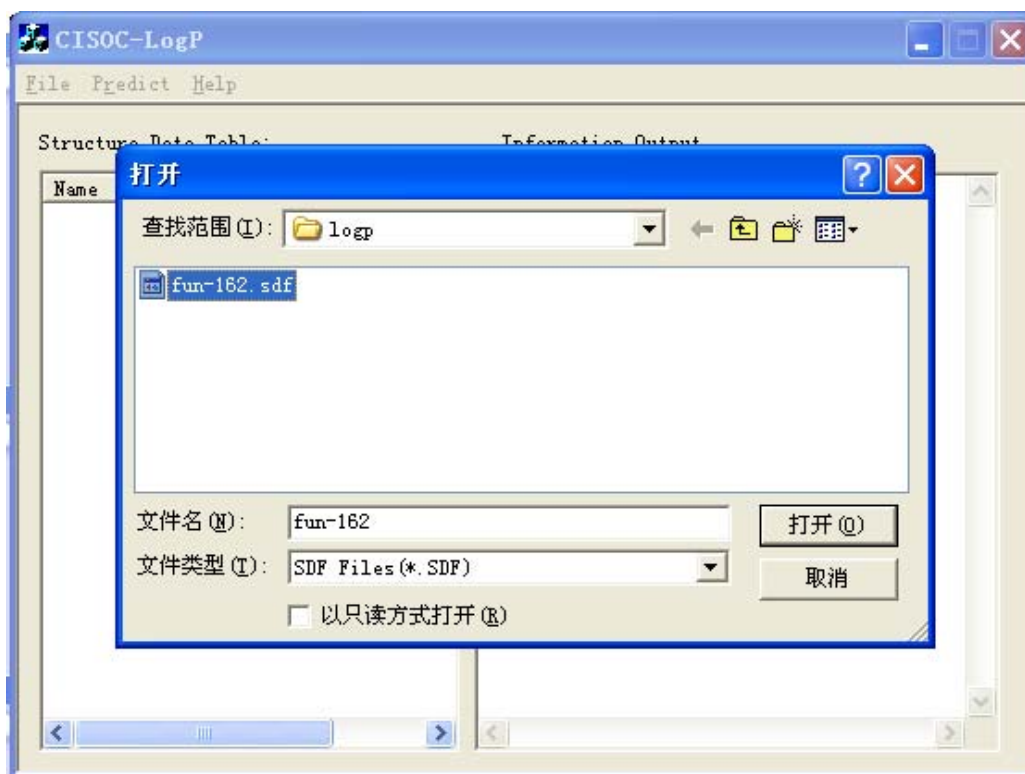 CISOC-LogP
File Predict Help
Structure Data Table: Information Output
Name
打开
查找范围(I): logp
fun-162.sdf
文件名(N): fun-162 打开(O)
文件类型(T): SDF Files(*.SDF) 取消
以只读方式打开(R)